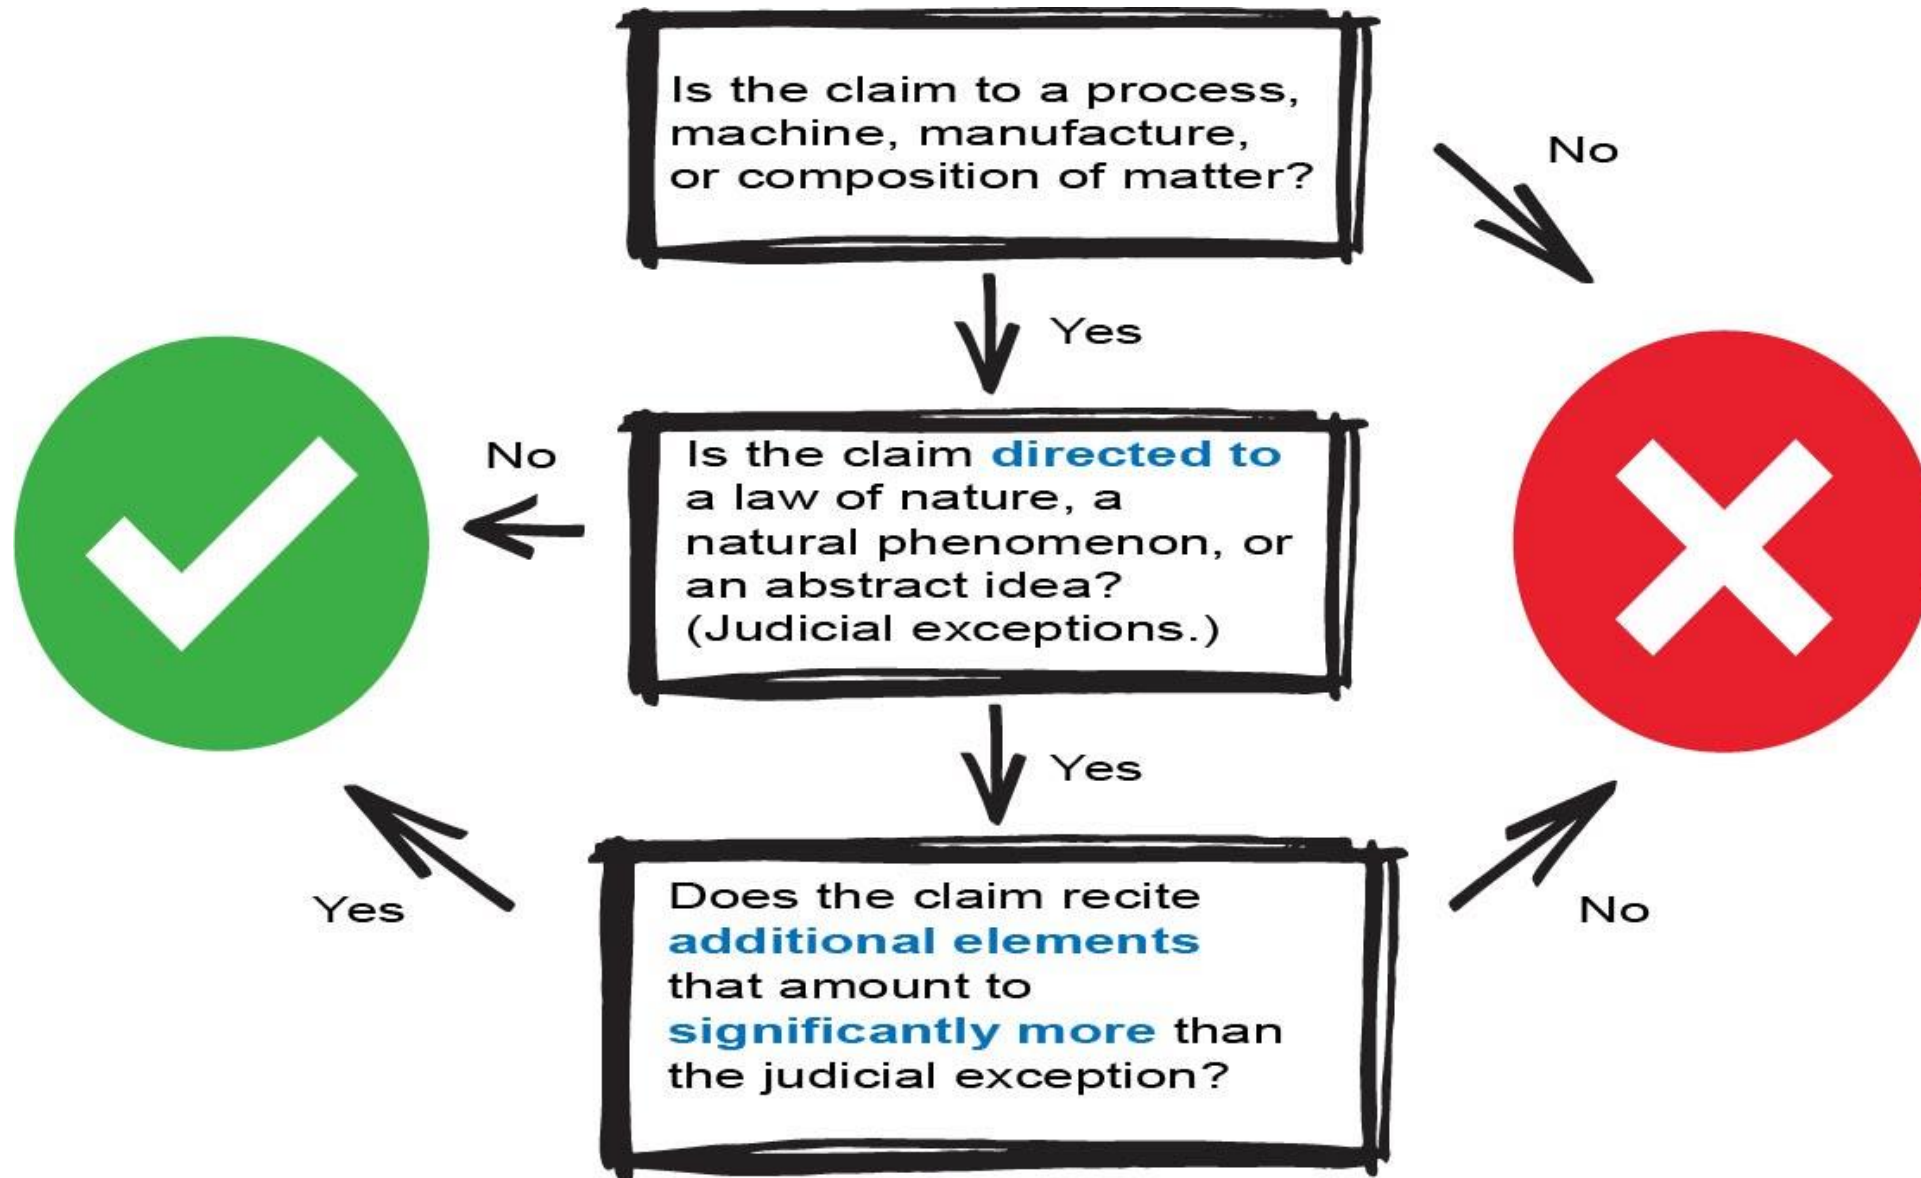 Is the claim to a process,
machine, manufacture,
or composition of matter?
No
Yes
Is the claim directed to
a law of nature, a
natural phenomenon, or
an abstract idea?
(Judicial exceptions.)
No
Yes
Does the claim recite
additional elements
that amount to
significantly more than
the judicial exception?
Yes
No